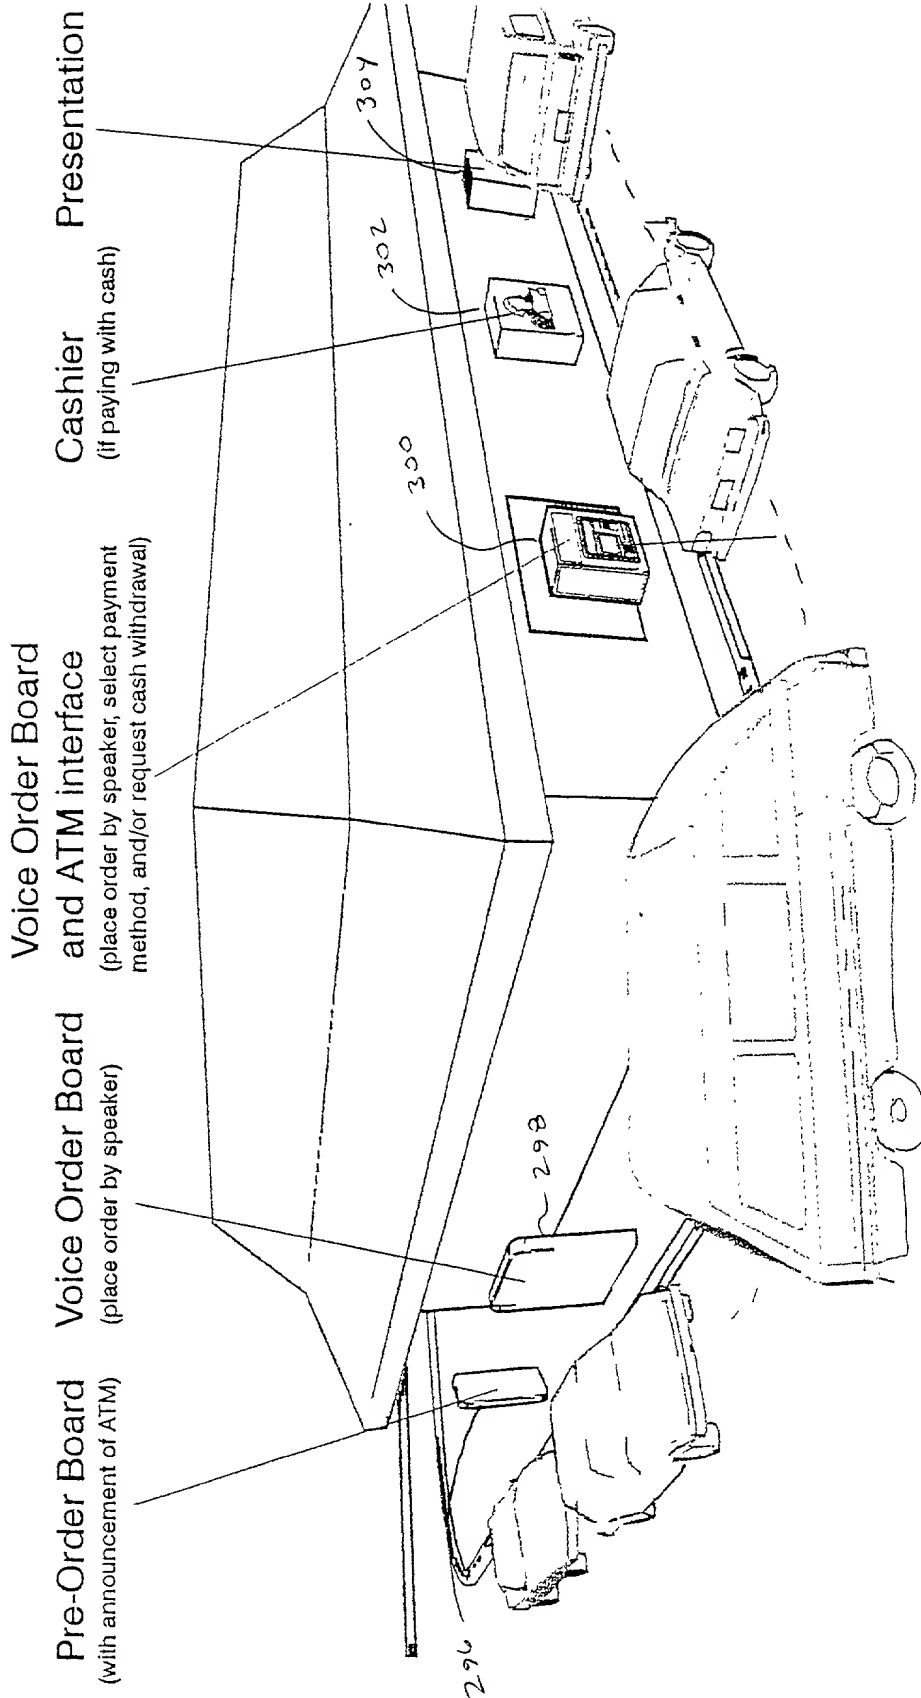 Pre-Order Board
(with announcement of ATM)
Voice Order Board
(place order by speaker)
Voice Order Board
and ATM interface
(place order by speaker, select payment
method, and/or request cash withdrawal)
Cashier
(if paying with cash)
Presentation
296
298
300
302
304